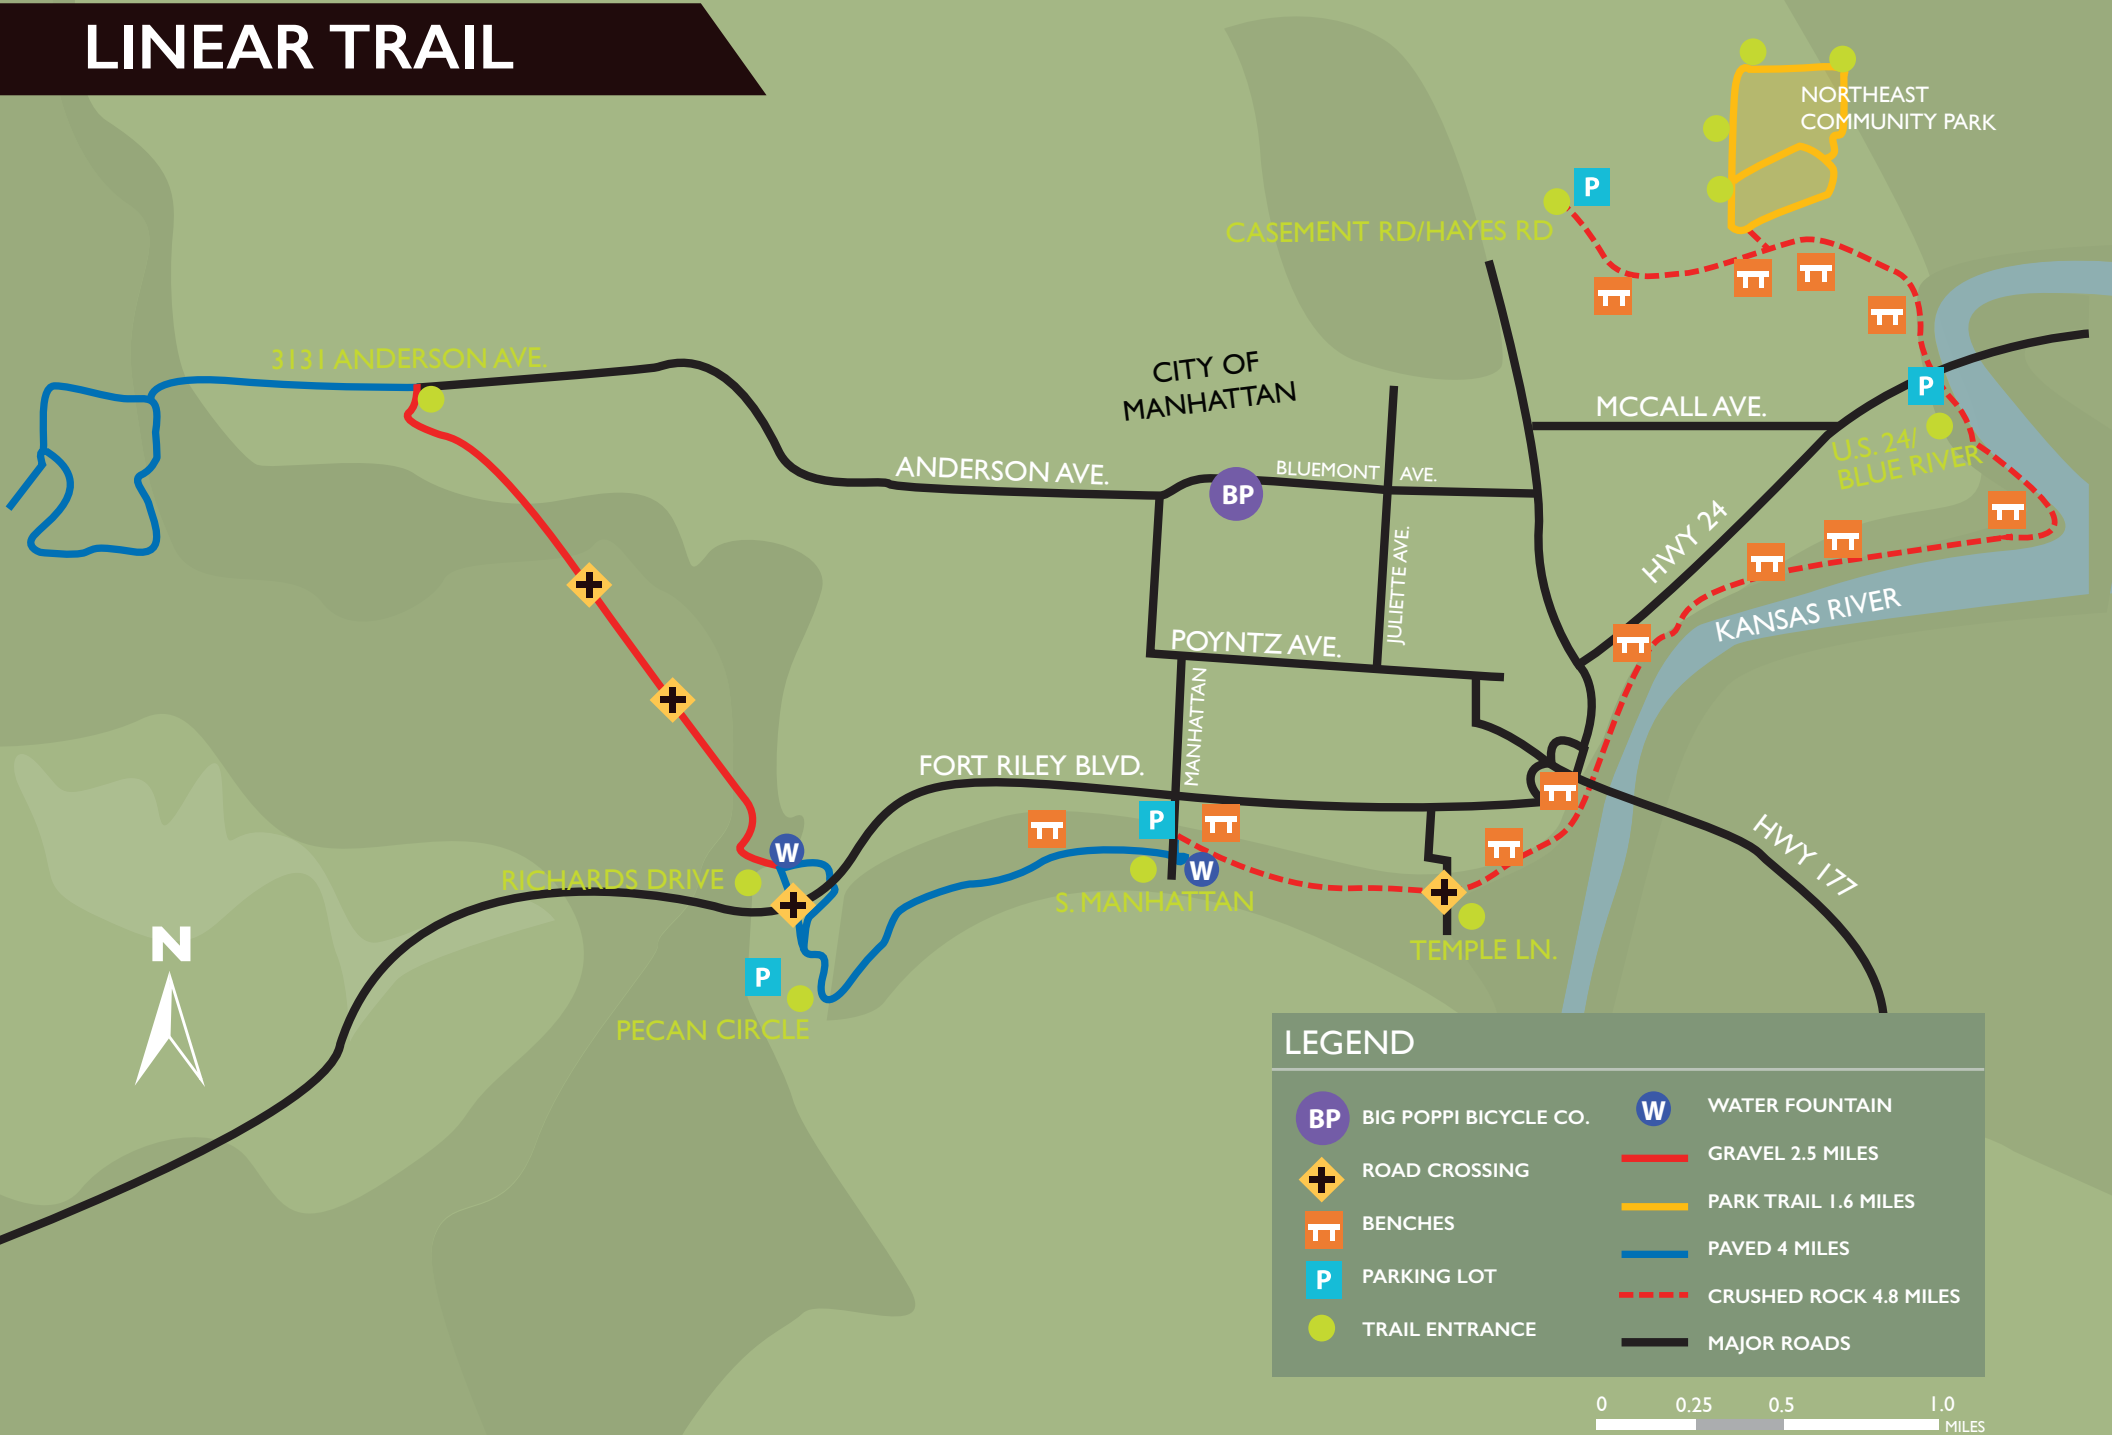 LINEAR TRAIL
NORTHEAST
COMMUNITY PARK
P
CASEMENT RD/HAYES RD
3131 ANDERSON AVE.
CITY OF
MANHATTAN
MCCALL AVE.
P
U.S. 24/
BLUE RIVER
ANDERSON AVE.
BP
BLUEMONT AVE.
JULIETTE AVE.
HWY 24
KANSAS RIVER
POYNTZ AVE.
MANHATTAN
FORT RILEY BLVD.
P
W
W
HWY 177
RICHARDS DRIVE
S. MANHATTAN
TEMPLE LN.
N
P
PECAN CIRCLE
LEGEND
BP BIG POPPI BICYCLE CO.
ROAD CROSSING
BENCHES
P PARKING LOT
TRAIL ENTRANCE
W WATER FOUNTAIN
GRAVEL 2.5 MILES
PARK TRAIL 1.6 MILES
PAVED 4 MILES
CRUSHED ROCK 4.8 MILES
MAJOR ROADS
0 0.25 0.5 1.0
MILES